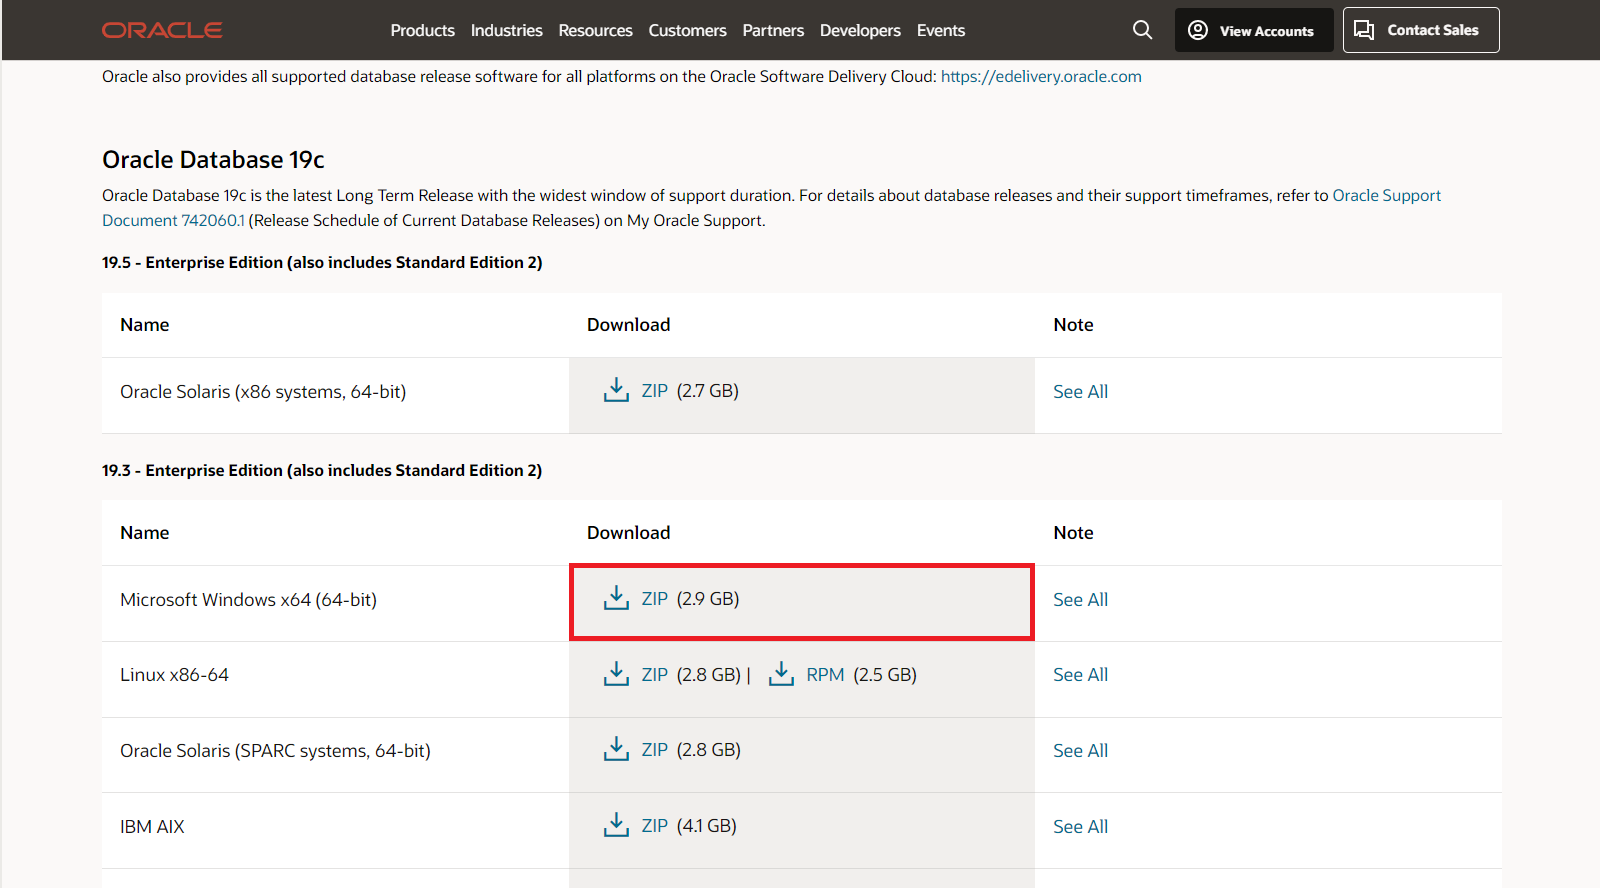 ORACLE Products Industries Resources Customers Partners Developers Events View Accounts Contact Sales
Oracle also provides all supported database release software for all platforms on the Oracle Software Delivery Cloud: https://edelivery.oracle.com
Oracle Database 19c
Oracle Database 19c is the latest Long Term Release with the widest window of support duration. For details about database releases and their support timeframes, refer to Oracle Support
Document 742060.1 (Release Schedule of Current Database Releases) on My Oracle Support.
19.5 - Enterprise Edition (also includes Standard Edition 2)
Name Download Note
Oracle Solaris (x86 systems, 64-bit) ZIP (2.7 GB) See All
19.3 - Enterprise Edition (also includes Standard Edition 2)
Name Download Note
Microsoft Windows x64 (64-bit) ZIP (2.9 GB) See All
Linux x86-64 ZIP (2.8 GB) | RPM (2.5 GB) See All
Oracle Solaris (SPARC systems, 64-bit) ZIP (2.8 GB) See All
IBM AIX ZIP (4.1 GB) See All